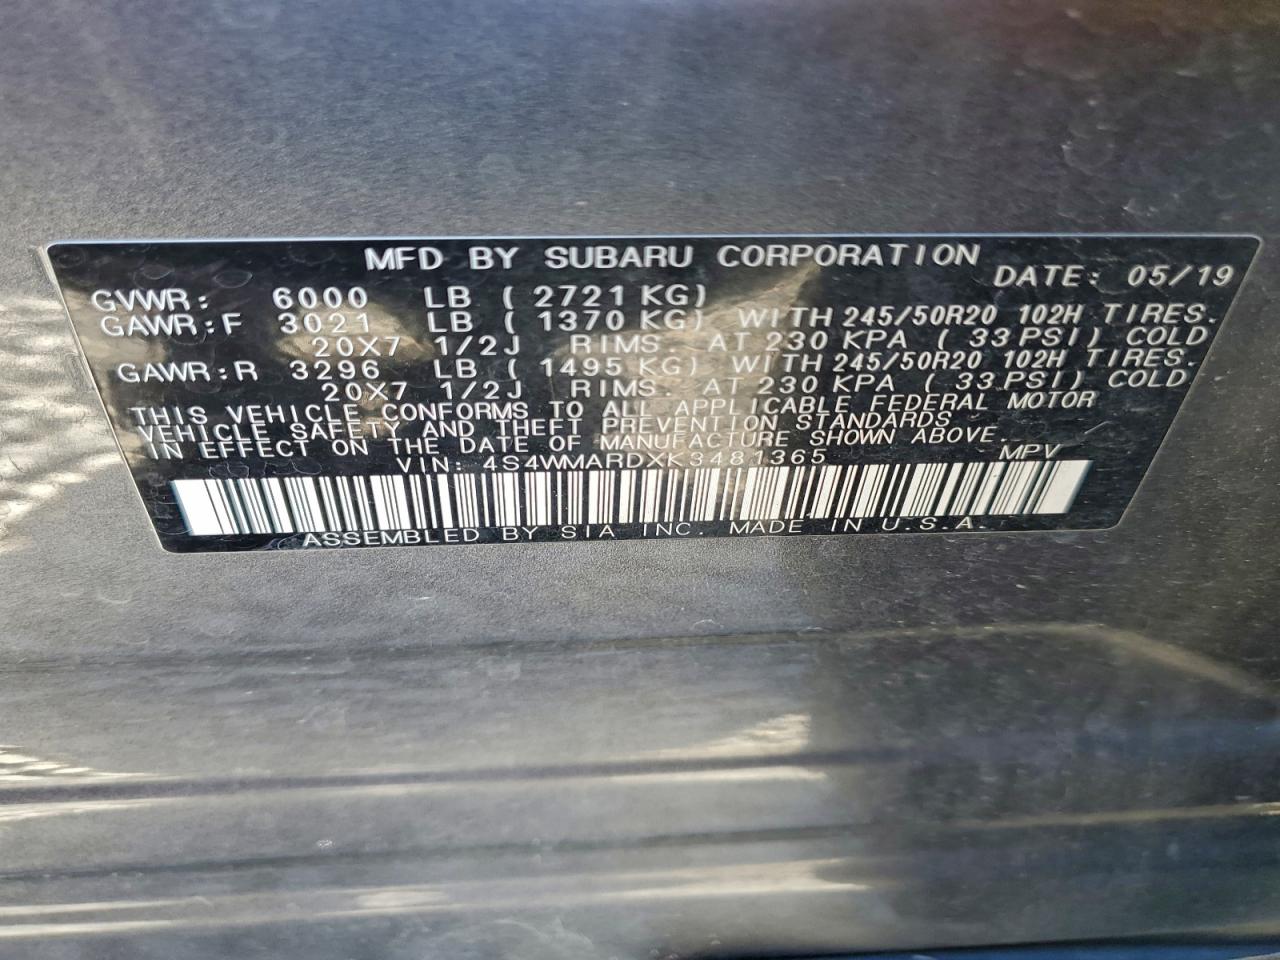 MFD BY SUBARU CORPORATION
DATE: 05/19
GVWR: 6000 LB ( 2721 KG)
GAWR:F 3021 LB ( 1370 KG) WITH 245/50R20 102H TIRES.
20X7 1/2J RIMS. AT 230 KPA ( 33 PSI) COLD
GAWR:R 3296 LB ( 1495 KG) WITH 245/50R20 102H TIRES.
20X7 1/2J RIMS. AT 230 KPA ( 33 PSI) COLD
THIS VEHICLE CONFORMS TO ALL APPLICABLE FEDERAL MOTOR
VEHICLE SAFETY AND THEFT PREVENTION STANDARDS
IN EFFECT ON THE DATE OF MANUFACTURE SHOWN ABOVE.
VIN: 4S4WMARDXK3481365 MPV
ASSEMBLED BY SIA INC. MADE IN U.S.A.